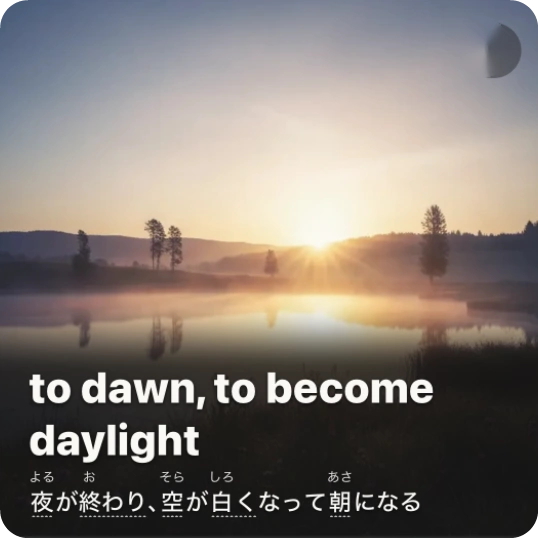 to dawn, to become
daylight
よる お そら しろ あさ
夜が終わり、空が白くなって朝になる